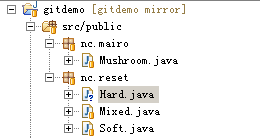 gitdemo [gitdemo mirror]
src/public
nc.mairo
Mushroom.java
nc.reset
Hard.java
Mixed.java
Soft.java